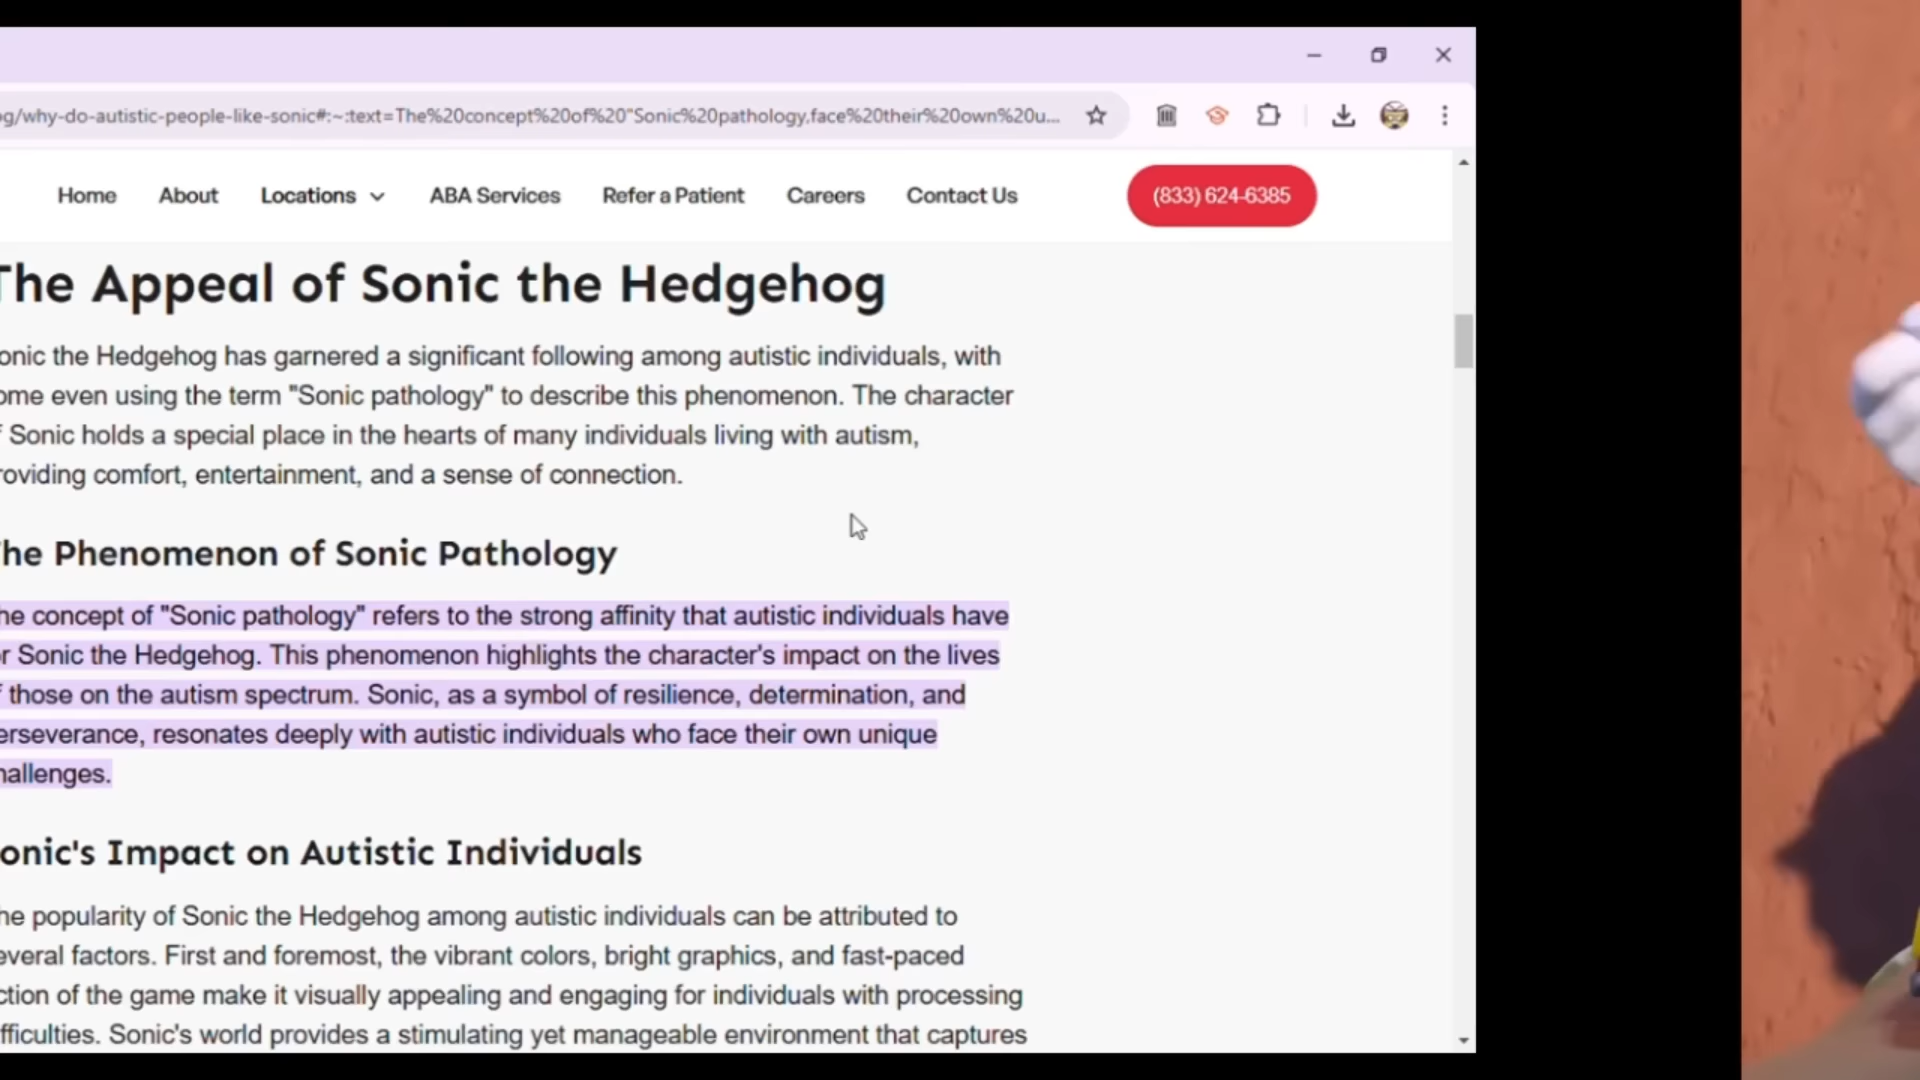 g/why-do-autistic-people-like-sonic#:~:text=The%20concept%20of%20"Sonic%20pathology,face%20their%20own%20u...
Home About Locations ABA Services Refer a Patient Careers Contact Us (833) 624-6385
The Appeal of Sonic the Hedgehog
onic the Hedgehog has garnered a significant following among autistic individuals, with
ome even using the term "Sonic pathology" to describe this phenomenon. The character
f Sonic holds a special place in the hearts of many individuals living with autism,
roviding comfort, entertainment, and a sense of connection.
he Phenomenon of Sonic Pathology
he concept of "Sonic pathology" refers to the strong affinity that autistic individuals have
r Sonic the Hedgehog. This phenomenon highlights the character's impact on the lives
f those on the autism spectrum. Sonic, as a symbol of resilience, determination, and
erseverance, resonates deeply with autistic individuals who face their own unique
hallenges.
onic's Impact on Autistic Individuals
he popularity of Sonic the Hedgehog among autistic individuals can be attributed to
everal factors. First and foremost, the vibrant colors, bright graphics, and fast-paced
ction of the game make it visually appealing and engaging for individuals with processing
fficulties. Sonic's world provides a stimulating yet manageable environment that captures